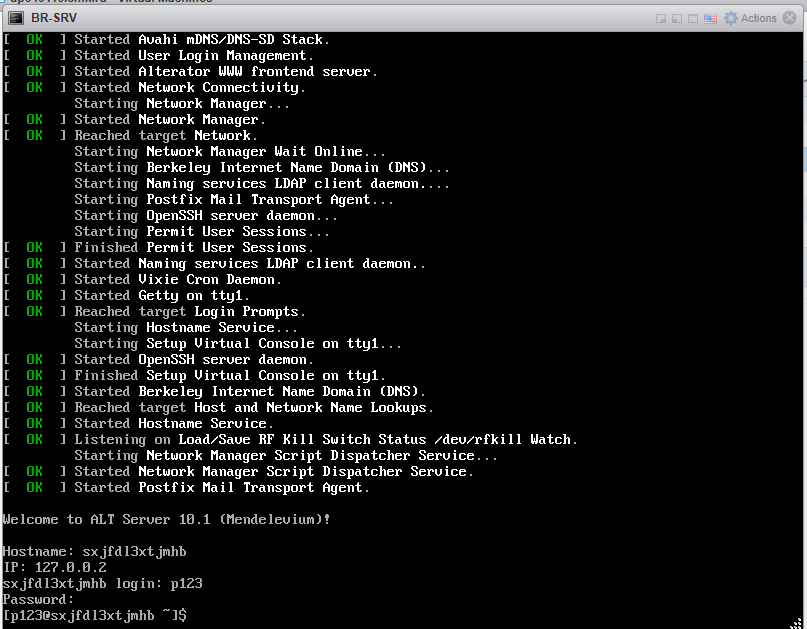 BR-SRV Actions
[ OK ] Started Avahi mDNS/DNS-SD Stack.
[ OK ] Started User Login Management.
[ OK ] Started Alterator WWW frontend server.
[ OK ] Started Network Connectivity.
Starting Network Manager...
[ OK ] Started Network Manager.
[ OK ] Reached target Network.
Starting Network Manager Wait Online...
Starting Berkeley Internet Name Domain (DNS)...
Starting Naming services LDAP client daemon....
Starting Postfix Mail Transport Agent...
Starting OpenSSH server daemon...
Starting Permit User Sessions...
[ OK ] Finished Permit User Sessions.
[ OK ] Started Naming services LDAP client daemon..
[ OK ] Started Vixie Cron Daemon.
[ OK ] Started Getty on tty1.
[ OK ] Reached target Login Prompts.
Starting Hostname Service...
Starting Setup Virtual Console on tty1...
[ OK ] Started OpenSSH server daemon.
[ OK ] Finished Setup Virtual Console on tty1.
[ OK ] Started Berkeley Internet Name Domain (DNS).
[ OK ] Reached target Host and Network Name Lookups.
[ OK ] Started Hostname Service.
[ OK ] Listening on Load/Save RF Kill Switch Status /dev/rfkill Watch.
Starting Network Manager Script Dispatcher Service...
[ OK ] Started Network Manager Script Dispatcher Service.
[ OK ] Started Postfix Mail Transport Agent.
Welcome to ALT Server 10.1 (Mendelevium)!
Hostname: sxjfdl3xtjmhb
IP: 127.0.0.2
sxjfdl3xtjmhb login: p123
Password:
[p123@sxjfdl3xtjmhb ~]$